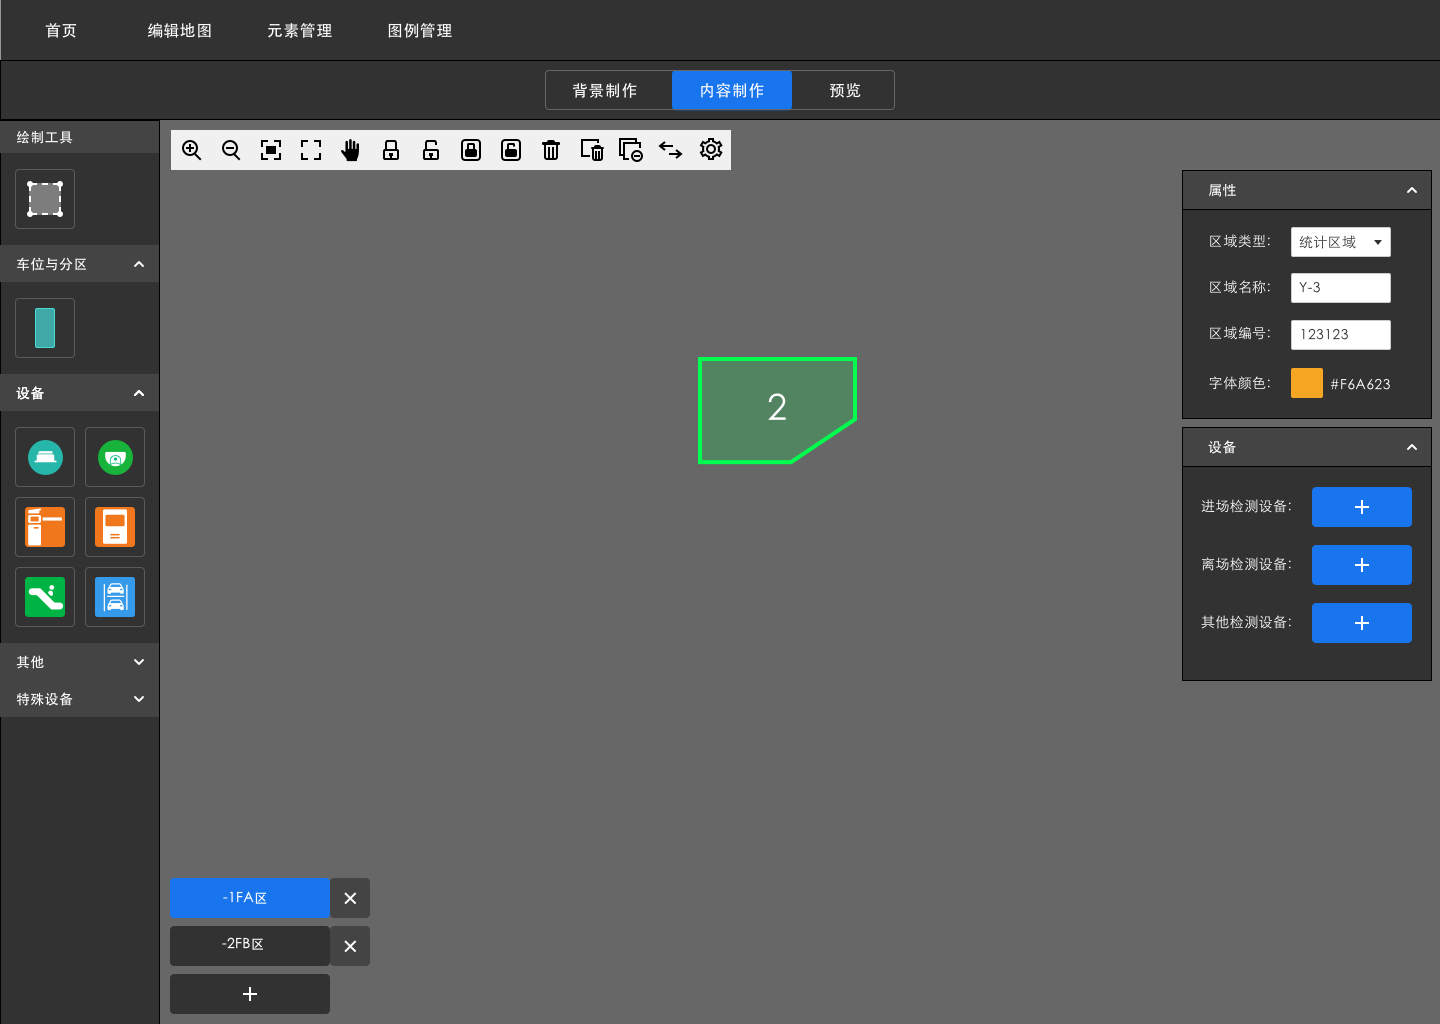 首页 编辑地图 元素管理 图例管理
背景制作 内容制作 预览
绘制工具
车位与分区
设备
其他
特殊设备
2
属性
区域类型： 统计区域
区域名称： Y-3
区域编号： 123123
字体颜色： #F6A623
设备
进场检测设备：
离场检测设备：
其他检测设备：
-1FA区
-2FB区